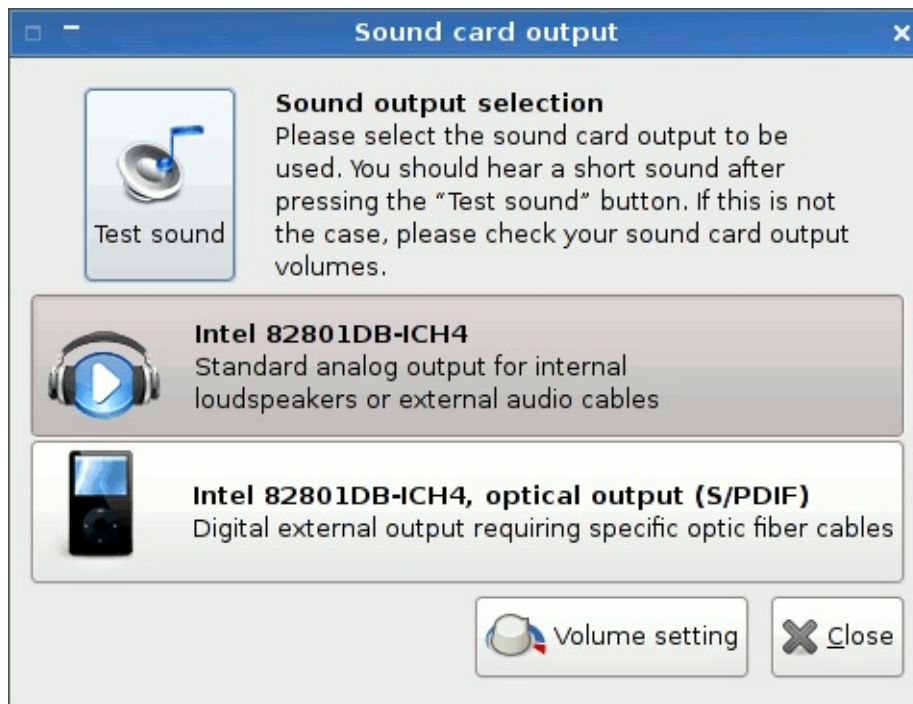 Sound card output
Test sound
Sound output selection
Please select the sound card output to be
used. You should hear a short sound after
pressing the “Test sound” button. If this is not
the case, please check your sound card output
volumes.
Intel 82801DB-ICH4
Standard analog output for internal
loudspeakers or external audio cables
Intel 82801DB-ICH4, optical output (S/PDIF)
Digital external output requiring specific optic fiber cables
Volume setting
Close